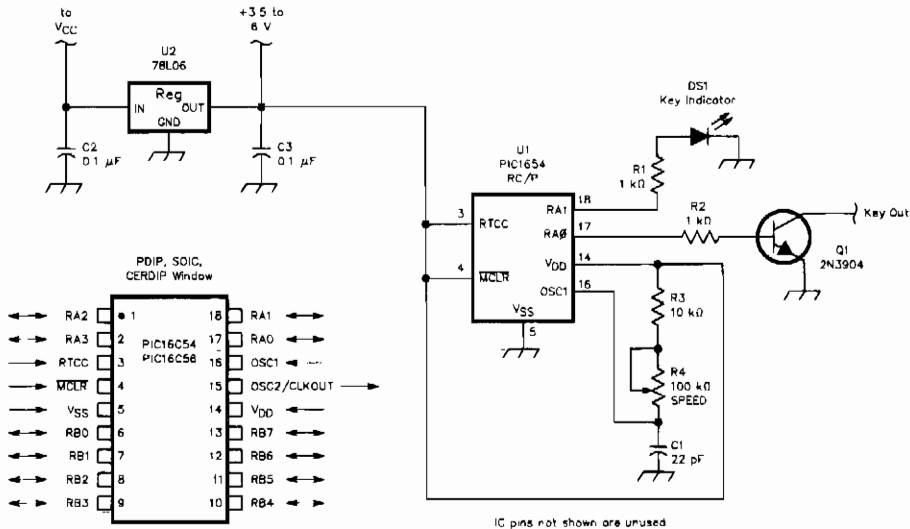 to
VCC
+3.5 to
6 V
U2
78L06
Reg
IN OUT
GND
C2
0.1 µF
C3
0.1 µF
DS1
Key Indicator
U1
PIC1654
RC/P
R1
1 kΩ
18
RA1
3
RTCC
17
RAØ
R2
1 kΩ
Key Out
Q1
2N3904
4
MCLR
VDD
14
OSC1
16
VSS
5
R3
10 kΩ
R4
100 kΩ
SPEED
C1
22 pF
PDIP, SOIC,
CERDIP Window
PIC16C54
PIC16C56
RA2 1 18 RA1
RA3 2 17 RA0
RTCC 3 16 OSC1
MCLR 4 15 OSC2/CLKOUT
VSS 5 14 VDD
RB0 6 13 RB7
RB1 7 12 RB6
RB2 8 11 RB5
RB3 9 10 RB4
IC pins not shown are unused